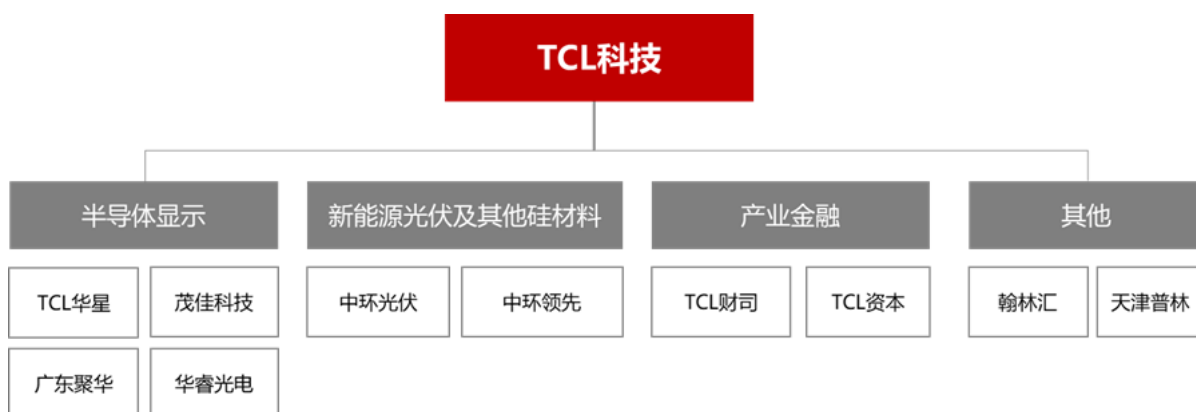 TCL科技
半导体显示
新能源光伏及其他硅材料
产业金融
其他
TCL华星
茂佳科技
中环光伏
中环领先
TCL财司
TCL资本
翰林汇
天津普林
广东聚华
华睿光电